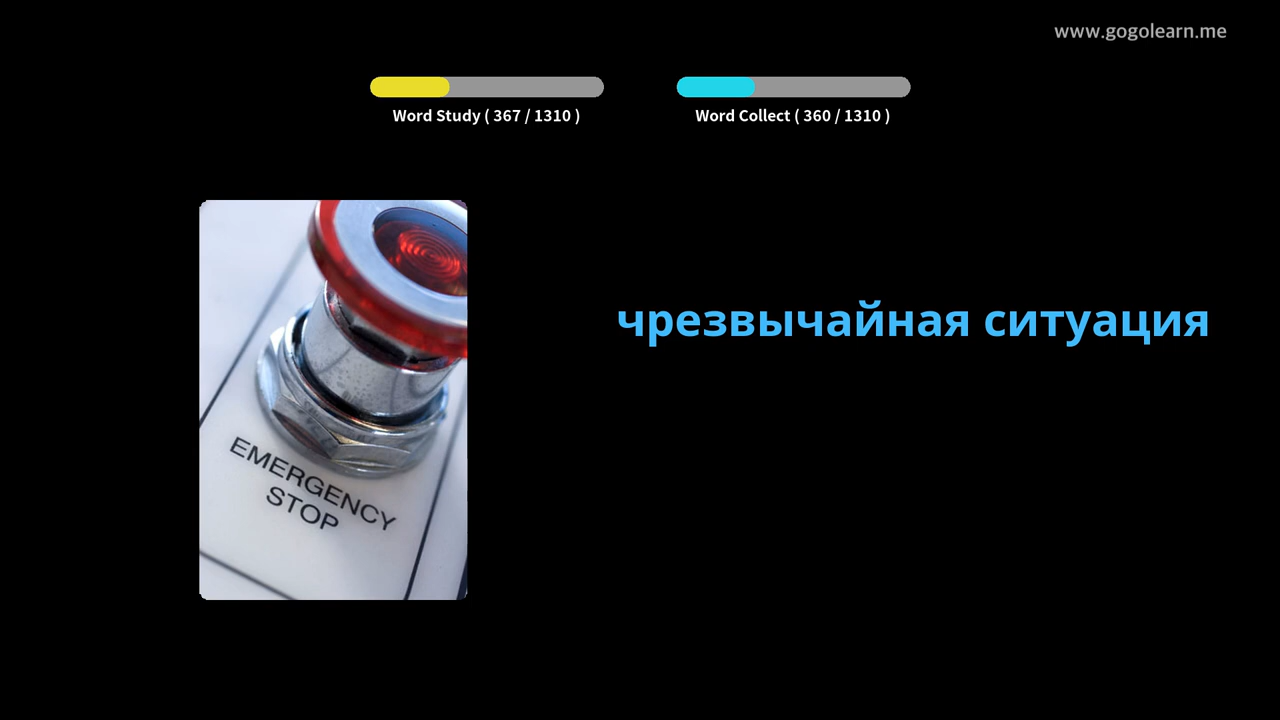 www.gogolearn.me
Word Study ( 367 / 1310 )
Word Collect ( 360 / 1310 )
чрезвычайная ситуация
EMERGENCY
STOP